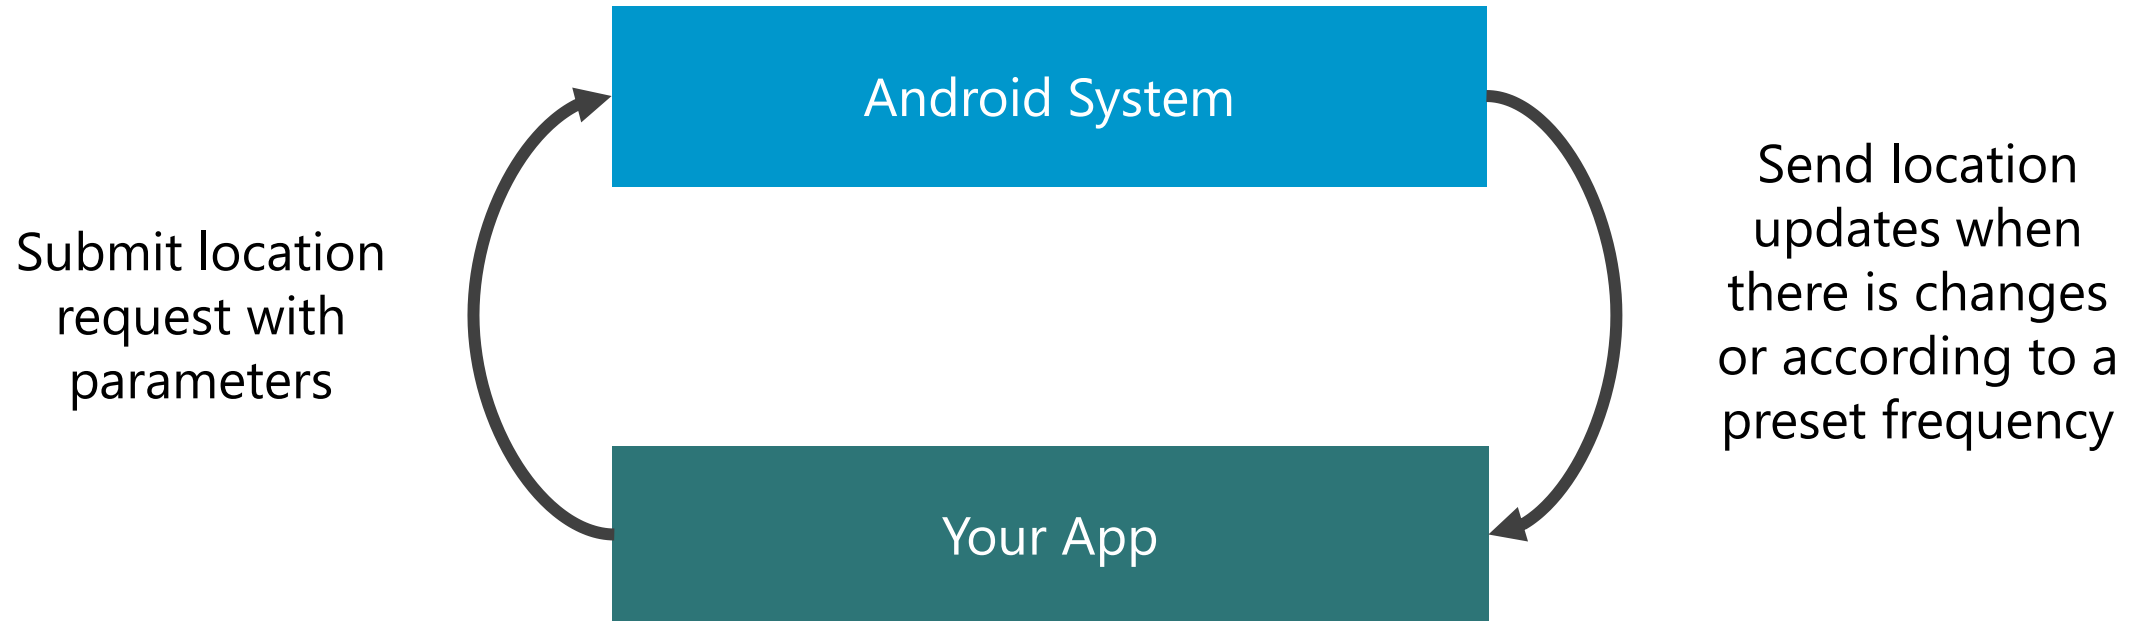 Android System
Submit location
request with
parameters
Send location
updates when
there is changes
or according to a
preset frequency
Your App